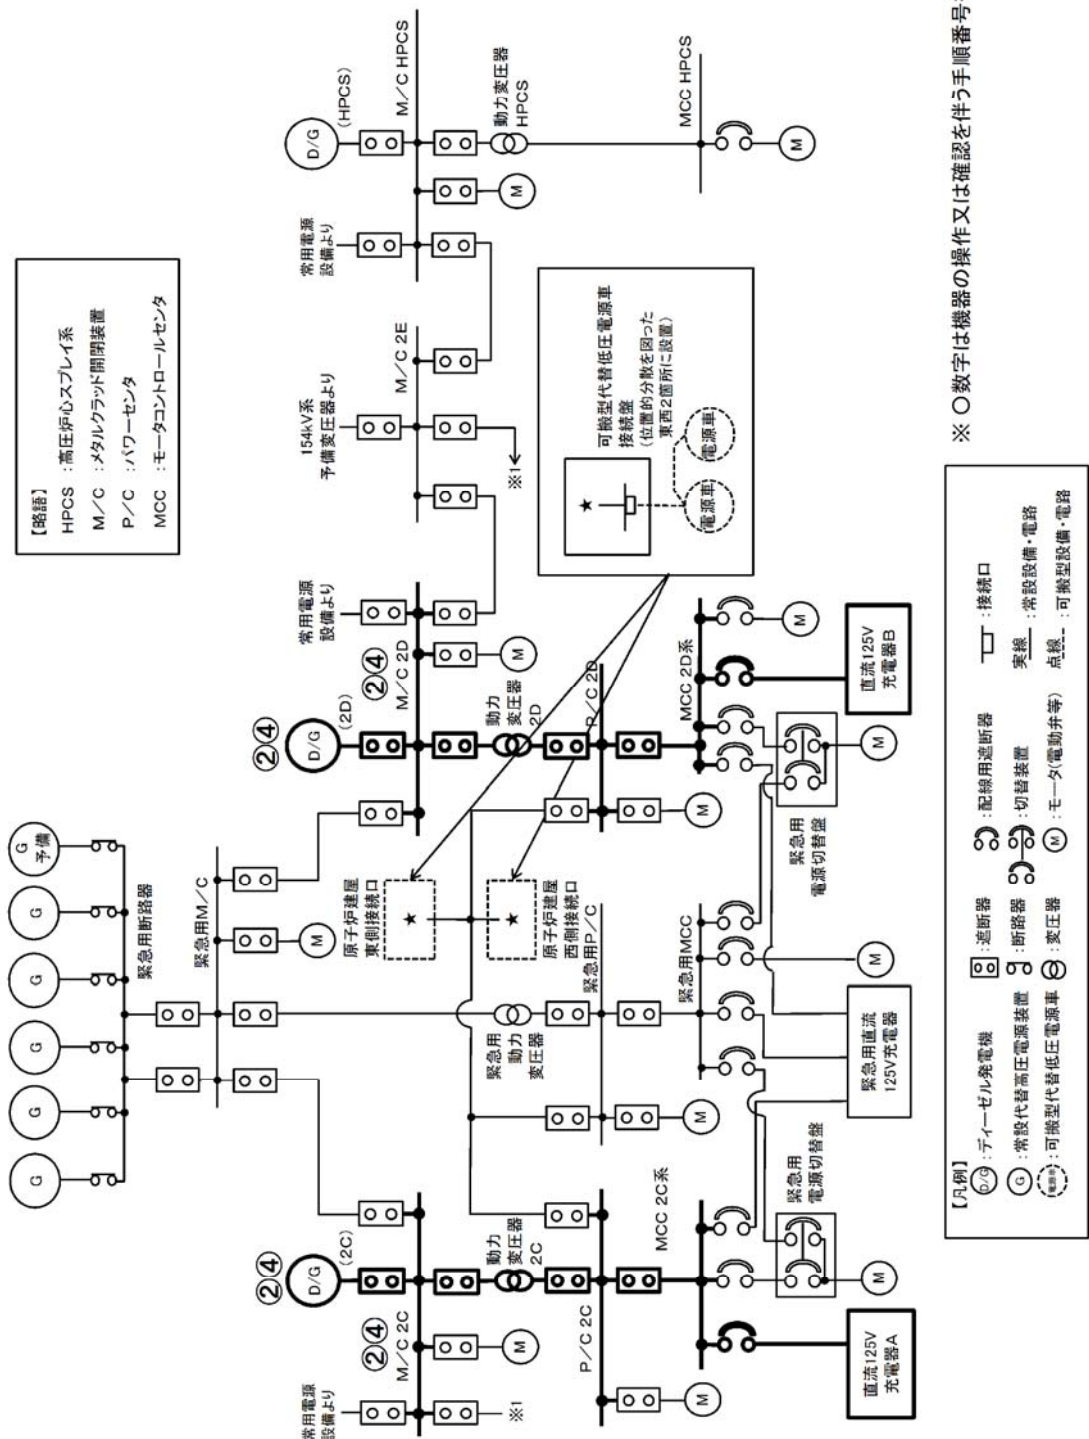 【略語】
HPCS :高圧炉心スプレイ系
M/C :メタルクラッド開閉装置
P/C :パワーセンタ
MCC :モータコントロールセンタ
G
G
G
G
G
G
予備
緊急用断路器
緊急用M/C
M
②④
D/G
(2C)
②④
M/C 2C
常用電源
設備より
※1
M
動力
変圧器
2C
P/C 2C
M
MCC 2C系
直流125V
充電器A
緊急用
電源切替盤
M
緊急用
動力
変圧器
緊急用P/C
M
緊急用MCC
M
緊急用直流
125V充電器
原子炉建屋
東側接続口
★
原子炉建屋
西側接続口
★
②④
D/G
(2D)
②④
M/C 2D
常用電源
設備より
M
動力
変圧器
2D
P/C 2D
M
MCC 2D系
M
直流125V
充電器B
緊急用
電源切替盤
M
154kV系
予備変圧器より
M/C 2E
※1
常用電源
設備より
D/G
(HPCS)
M/C HPCS
M
動力変圧器
HPCS
MCC HPCS
M
可搬型代替低圧電源車
接続盤
(位置的分散を図った
東西2箇所に設置)
★
電源車
電源車
【凡例】
D/G :ディーゼル発電機
G :常設代替高圧電源装置
電源車 :可搬型代替低圧電源車
:遮断器
:断路器
:変圧器
:配線用遮断器
:切替装置
M :モータ(電動弁等)
:接続口
実線 :常設設備・電路
点線 :可搬型設備・電路
※ ○数字は機器の操作又は確認を伴う手順番号